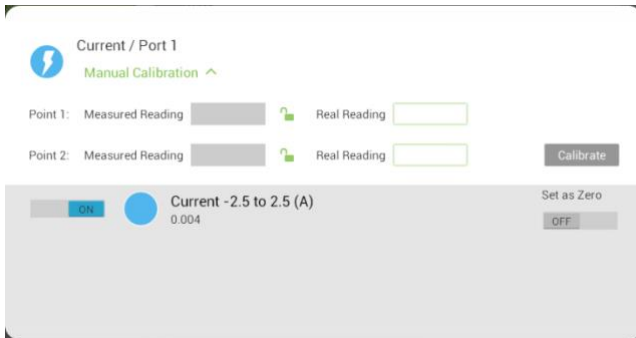 Current / Port 1
Manual Calibration
Point 1: Measured Reading Real Reading
Point 2: Measured Reading Real Reading Calibrate
ON Current -2.5 to 2.5 (A) Set as Zero
0.004 OFF